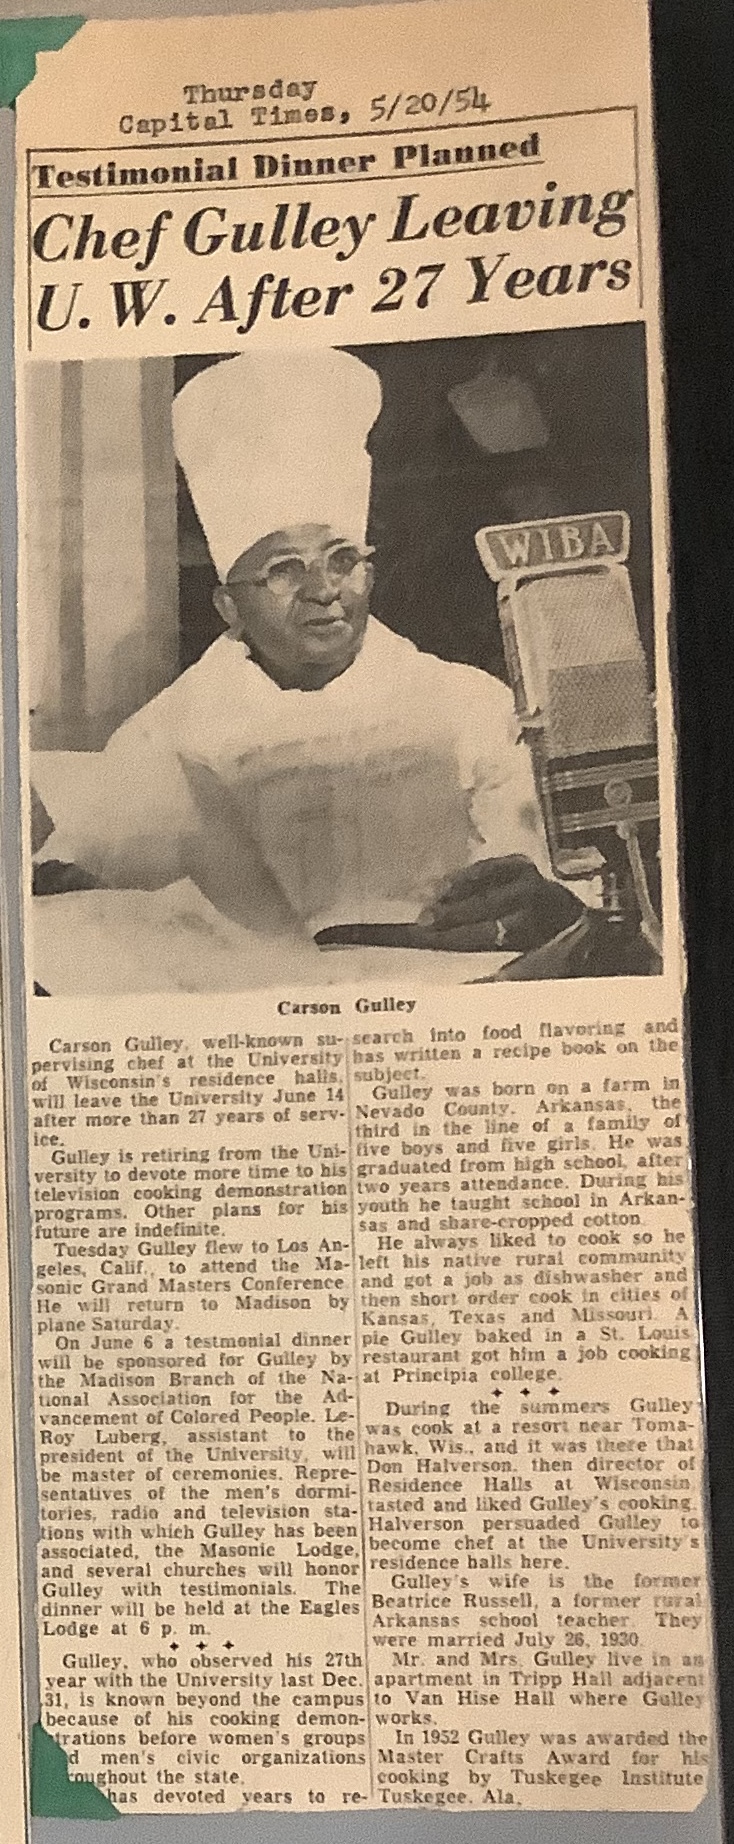 Thursday
Capital Times, 5/20/54
Testimonial Dinner Planned
Chef Gulley Leaving
U. W. After 27 Years
WIBA
Carson Gulley
Carson Gulley, well-known su-
pervising chef at the University
of Wisconsin's residence halls,
will leave the University June 14
after more than 27 years of serv-
ice.
Gulley is retiring from the Uni-
versity to devote more time to his
television cooking demonstration
programs. Other plans for his
future are indefinite.
Tuesday Gulley flew to Los An-
geles, Calif., to attend the Ma-
sonic Grand Masters Conference.
He will return to Madison by
plane Saturday.
On June 6 a testmonial dinner
will be sponsored for Gulley by
the Madison Branch of the Na-
tional Association for the Ad-
vancement of Colored People. Le-
Roy Luberg, assistant to the
president of the University, will
be master of ceremonies. Repre-
sentatives of the men's dormi-
tories, radio and television sta-
tions with which Gulley has been
associated, the Masonic Lodge,
and several churches will honor
Gulley with testimonials. The
dinner will be held at the Eagles
Lodge at 6 p. m.
Gulley, who observed his 27th
year with the University last Dec.
31, is known beyond the campus
because of his cooking demon-
trations before women's groups
d men's civic organizations
roughout the state.
has devoted years to re-
search into food flavoring and
has written a recipe book on the
subject.
Gulley was born on a farm in
Nevado County, Arkansas, the
third in the line of a family of
five boys and five girls. He was
graduated from high school, after
two years attendance. During his
youth he taught school in Arkan-
sas and share-cropped cotton.
He always liked to cook so he
left his native rural community
and got a job as dishwasher and
then short order cook in cities of
Kansas, Texas and Missouri. A
pie Gulley baked in a St. Louis
restaurant got him a job cooking
at Principia college.
During the summers Gulley
was cook at a resort near Toma-
hawk, Wis., and it was there that
Don Halverson, then director of
Residence Halls at Wisconsin,
tasted and liked Gulley's cooking.
Halverson persuaded Gulley to
become chef at the University's
residence halls here.
Gulley's wife is the former
Beatrice Russell, a former rural
Arkansas school teacher. They
were married July 26, 1930.
Mr. and Mrs. Gulley live in an
apartment in Tripp Hall adjacent
to Van Hise Hall where Gulley
works.
In 1952 Gulley was awarded the
Master Crafts Award for his
cooking by Tuskegee Institute
Tuskegee, Ala.